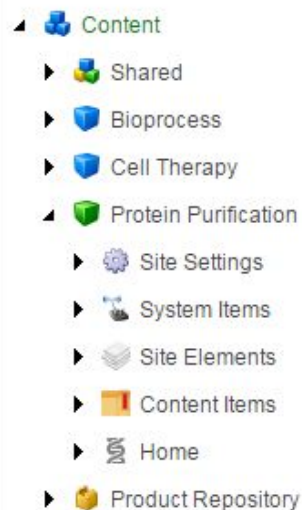 Content
Shared
Bioprocess
Cell Therapy
Protein Purification
Site Settings
System Items
Site Elements
Content Items
Home
Product Repository